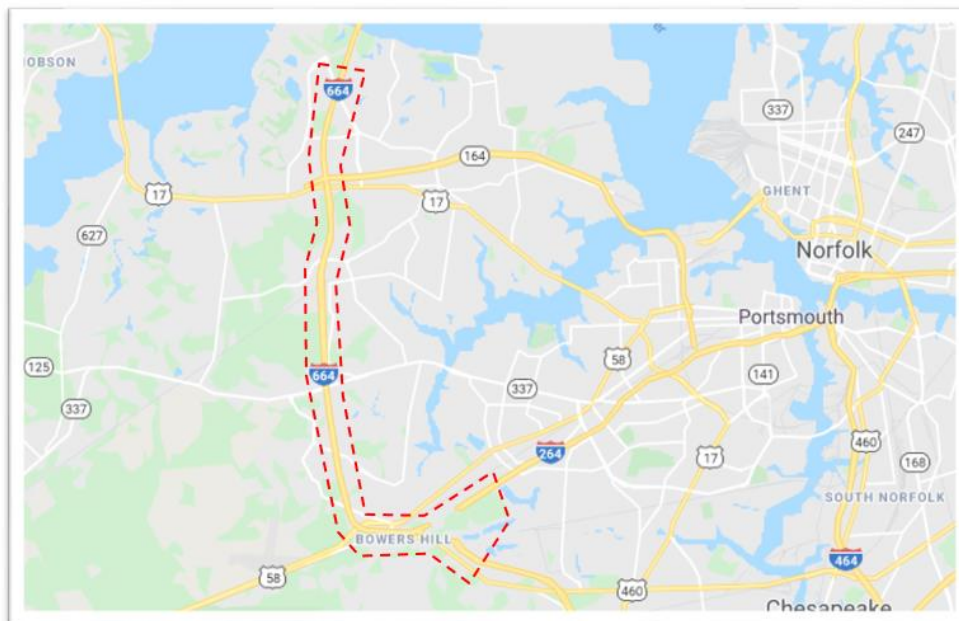 OBSON
664
337
247
164
17
17
GHENT
627
Norfolk
Portsmouth
58
125
664
337
141
337
264
17
460
168
SOUTH NORFOLK
BOWERS HILL
58
460
464
Chesapeake